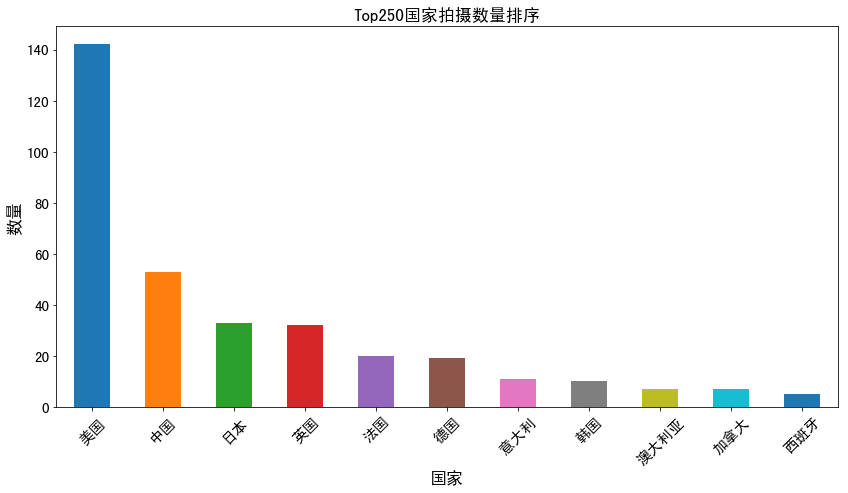 Top250国家拍摄数量排序
数量
140
120
100
80
60
40
20
0
美国
中国
日本
英国
法国
德国
意大利
韩国
澳大利亚
加拿大
西班牙
国家